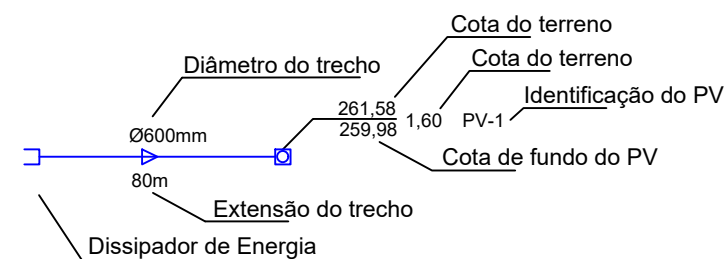 Cota do terreno
Cota do terreno
Diâmetro do trecho
Identificação do PV
261,58
1,60 PV-1
259,98
Ø600mm
Cota de fundo do PV
80m
Extensão do trecho
Dissipador de Energia